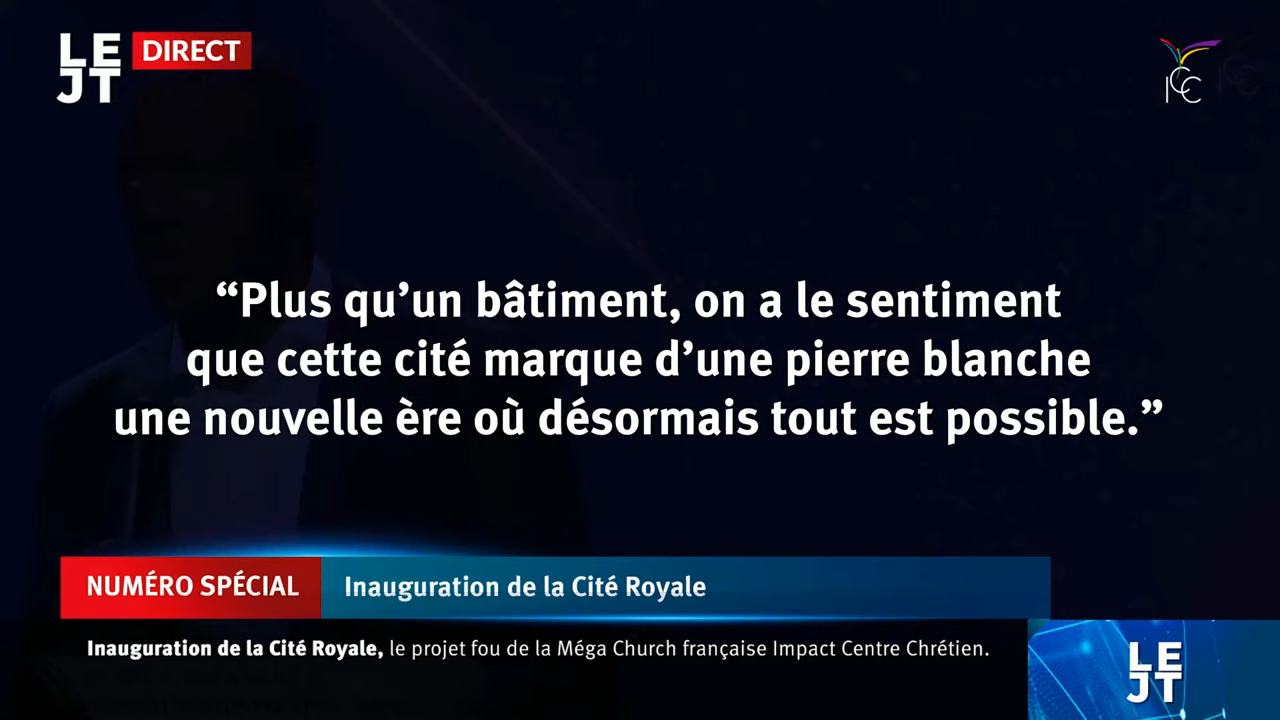 LE
JT
DIRECT
ICC
“Plus qu’un bâtiment, on a le sentiment
que cette cité marque d’une pierre blanche
une nouvelle ère où désormais tout est possible.”
NUMÉRO SPÉCIAL
Inauguration de la Cité Royale
Inauguration de la Cité Royale, le projet fou de la Méga Church française Impact Centre Chrétien.
LE
JT